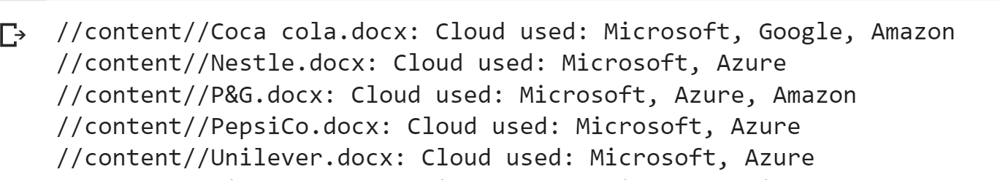 //content//Coca cola.docx: Cloud used: Microsoft, Google, Amazon
//content//Nestle.docx: Cloud used: Microsoft, Azure
//content//P&G.docx: Cloud used: Microsoft, Azure, Amazon
//content//PepsiCo.docx: Cloud used: Microsoft, Azure
//content//Unilever.docx: Cloud used: Microsoft, Azure